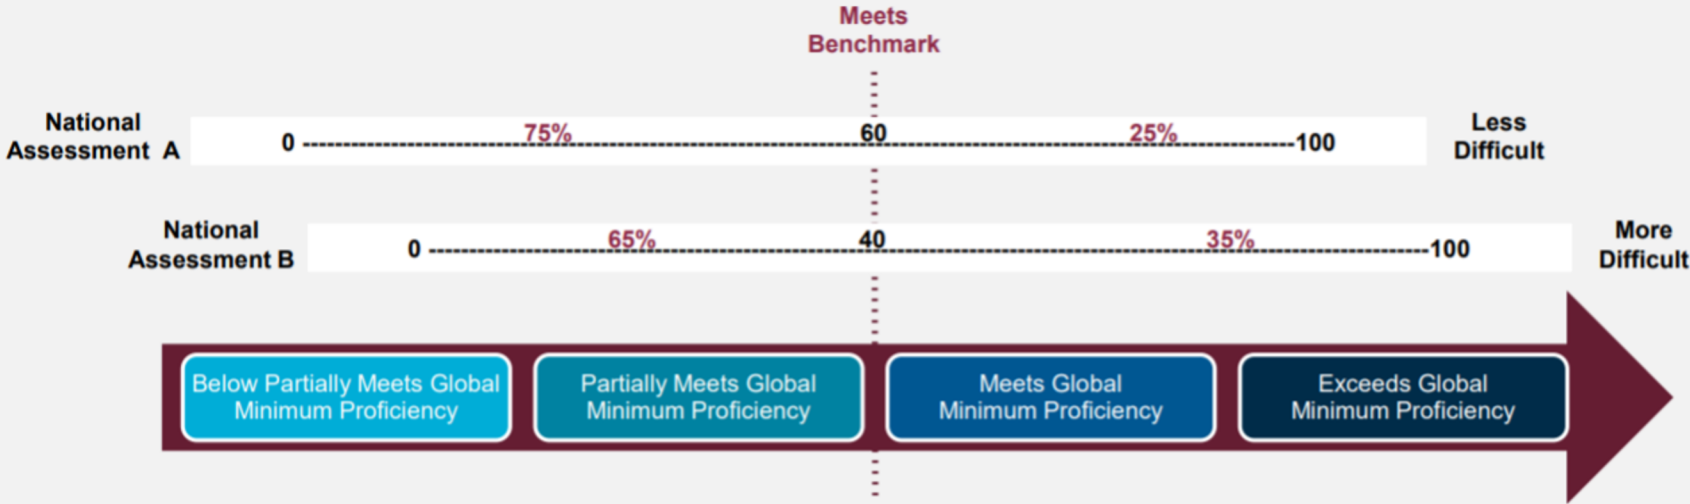 Meets
Benchmark
National
Assessment A
0 75% 60 25% 100
Less
Difficult
National
Assessment B
0 65% 40 35% 100
More
Difficult
Below Partially Meets Global
Minimum Proficiency
Partially Meets Global
Minimum Proficiency
Meets Global
Minimum Proficiency
Exceeds Global
Minimum Proficiency